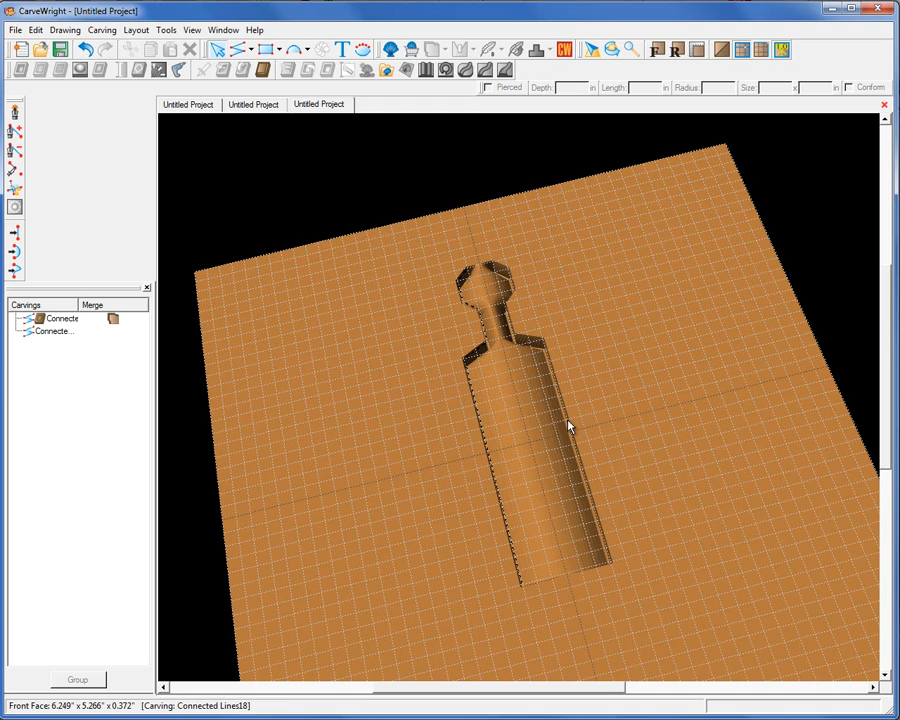 CarveWright - [Untitled Project]
File Edit Drawing Carving Layout Tools View Window Help
T CW F R
Pierced Depth: in Length: in Radius: in Size: x in Conform
Untitled Project Untitled Project Untitled Project
Carvings Merge
Connecte
Connecte...
Group
Front Face: 6.249" x 5.266" x 0.372" [Carving: Connected Lines18]